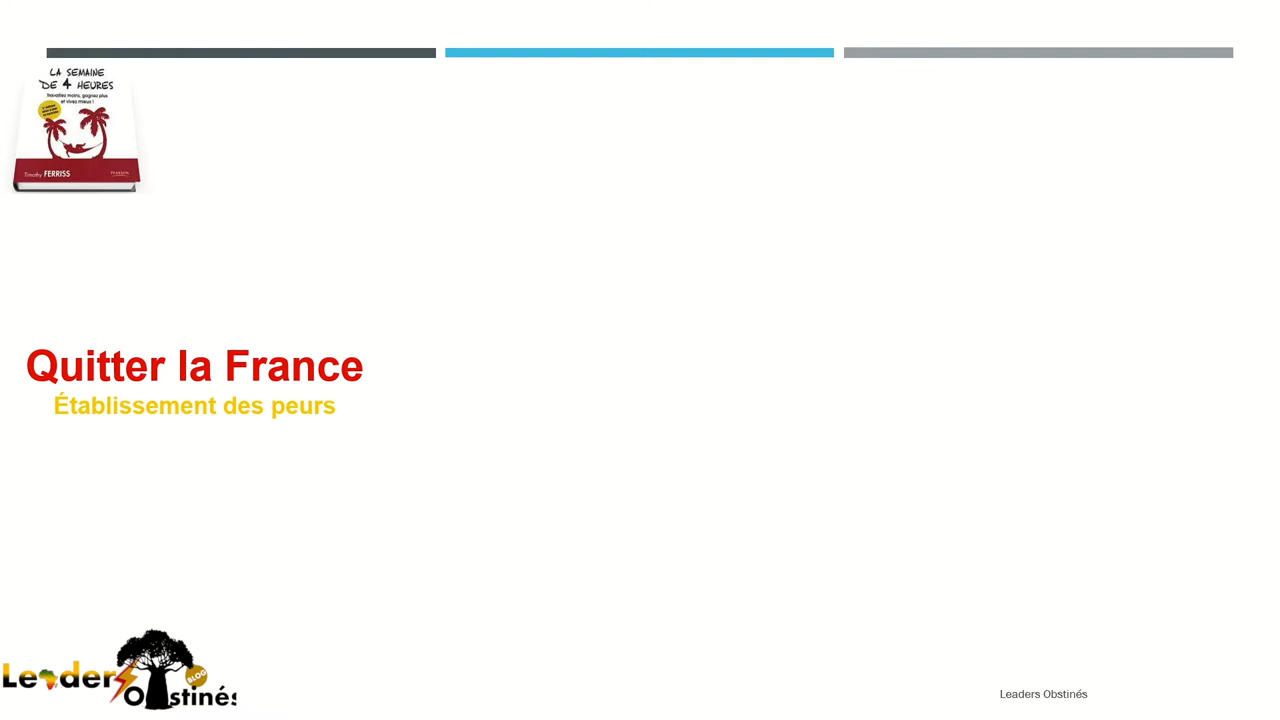 LA SEMAINE
DE 4 HEURES
Travaillez moins, gagnez plus
et vivez mieux !
Timothy FERRISS
PEARSON
Quitter la France
Établissement des peurs
Leaders
BLOG
Obstinés
Leaders Obstinés